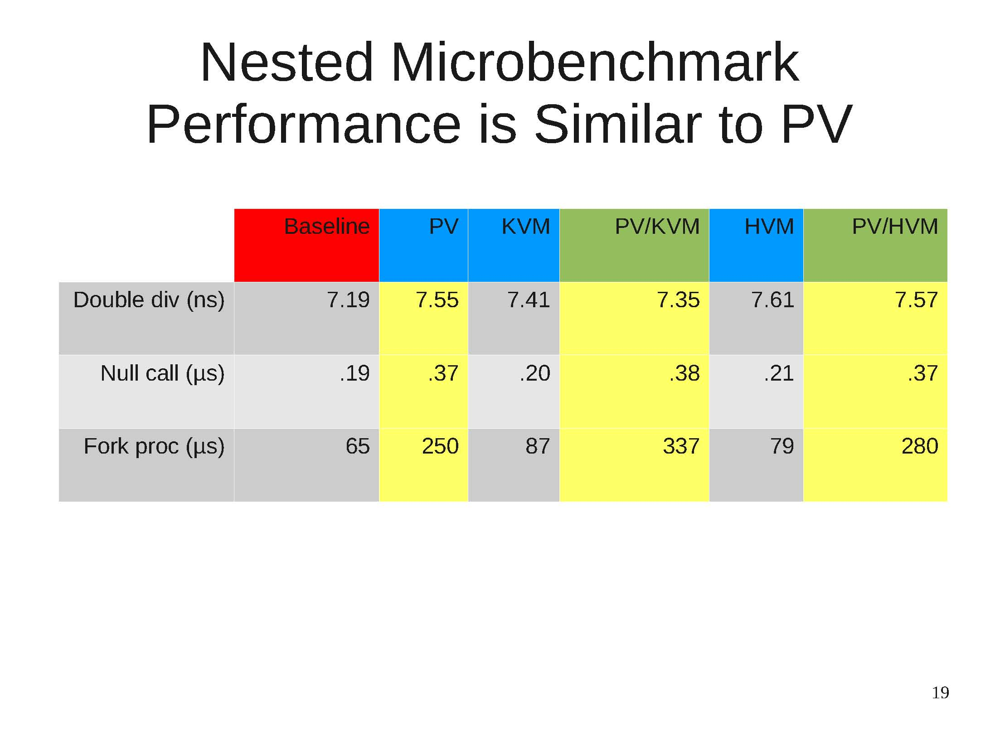 Nested Microbenchmark
Performance is Similar to PV
Baseline PV KVM PV/KVM HVM PV/HVM
Double div (ns) 7.19 7.55 7.41 7.35 7.61 7.57
Null call (µs) .19 .37 .20 .38 .21 .37
Fork proc (µs) 65 250 87 337 79 280
19